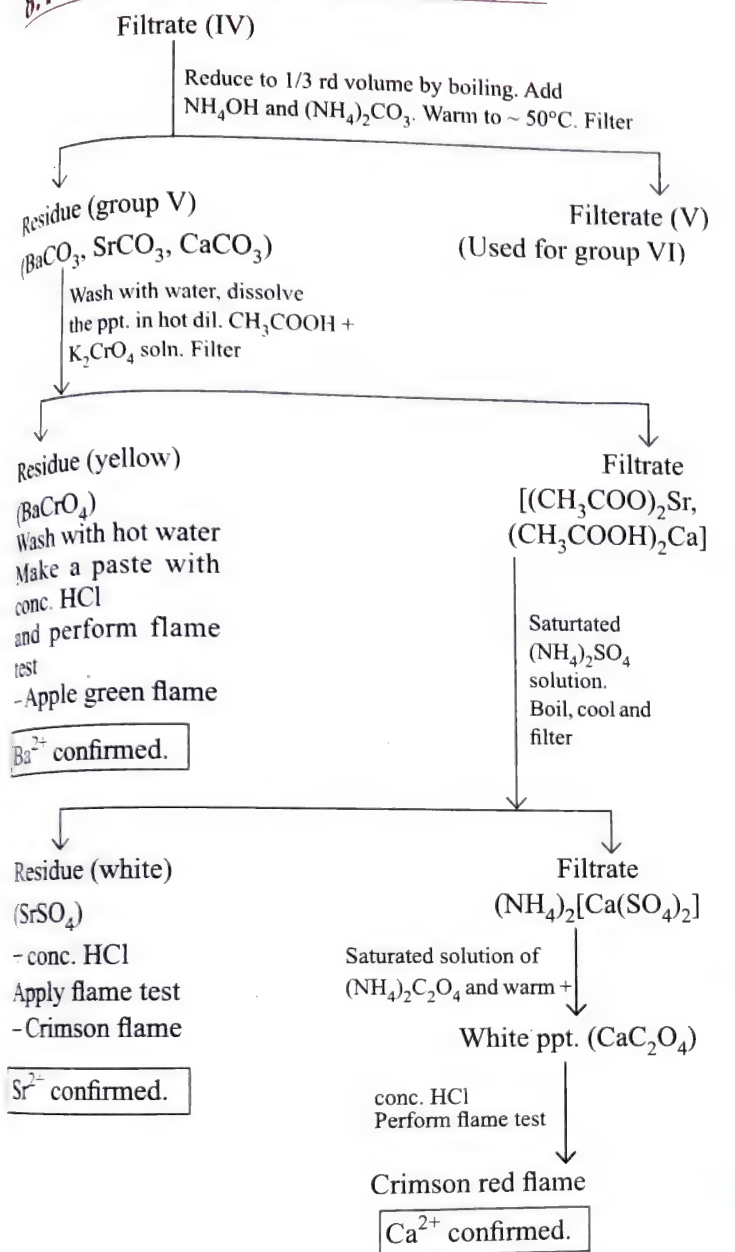 Filtrate (IV)
Reduce to 1/3 rd volume by boiling. Add
NH₄OH and (NH₄)₂CO₃. Warm to ~ 50°C. Filter
Residue (group V)
(BaCO₃, SrCO₃, CaCO₃)
Filterate (V)
(Used for group VI)
Wash with water, dissolve
the ppt. in hot dil. CH₃COOH +
K₂CrO₄ soln. Filter
Residue (yellow)
(BaCrO₄)
Wash with hot water
Make a paste with
conc. HCl
and perform flame
test
-Apple green flame
Ba²⁺ confirmed.
Filtrate
[(CH₃COO)₂Sr,
(CH₃COOH)₂Ca]
Saturtated
(NH₄)₂SO₄
solution.
Boil, cool and
filter
Residue (white)
(SrSO₄)
- conc. HCl
Apply flame test
-Crimson flame
Sr²⁺ confirmed.
Filtrate
(NH₄)₂[Ca(SO₄)₂]
Saturated solution of
(NH₄)₂C₂O₄ and warm +
White ppt. (CaC₂O₄)
conc. HCl
Perform flame test
Crimson red flame
Ca²⁺ confirmed.